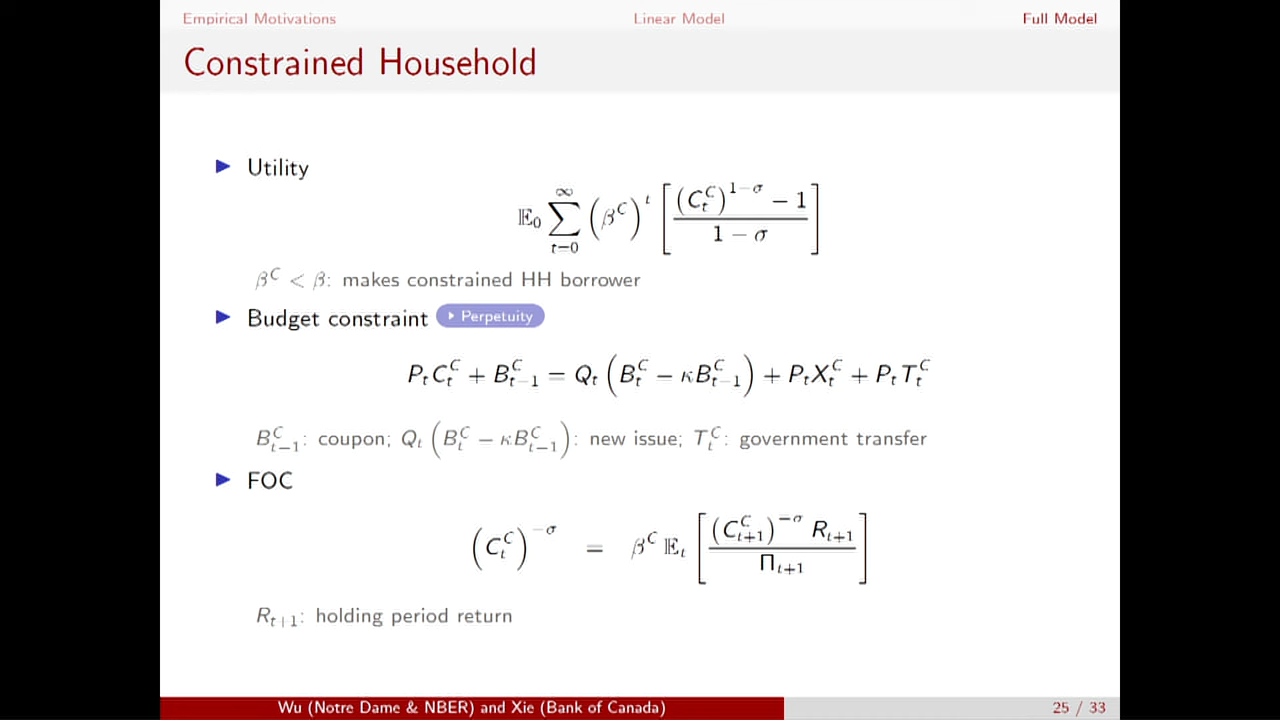 Empirical Motivations Linear Model Full Model
Constrained Household
▶ Utility
𝔼₀ ∑_{t=0}^{∞} (β^C)^t [ ((C_t^C)^{1−σ} − 1) / (1 − σ) ]
β^C < β: makes constrained HH borrower
▶ Budget constraint ▸ Perpetuity
P_t C_t^C + B_{t−1}^C = Q_t (B_t^C − κB_{t−1}^C) + P_t X_t^C + P_t T_t^C
B_{t−1}^C: coupon; Q_t (B_t^C − κB_{t−1}^C): new issue; T_t^C: government transfer
▶ FOC
(C_t^C)^{−σ} = β^C 𝔼_t [ ((C_{t+1}^C)^{−σ} R_{t+1}) / Π_{t+1} ]
R_{t+1}: holding period return
Wu (Notre Dame & NBER) and Xie (Bank of Canada) 25 / 33